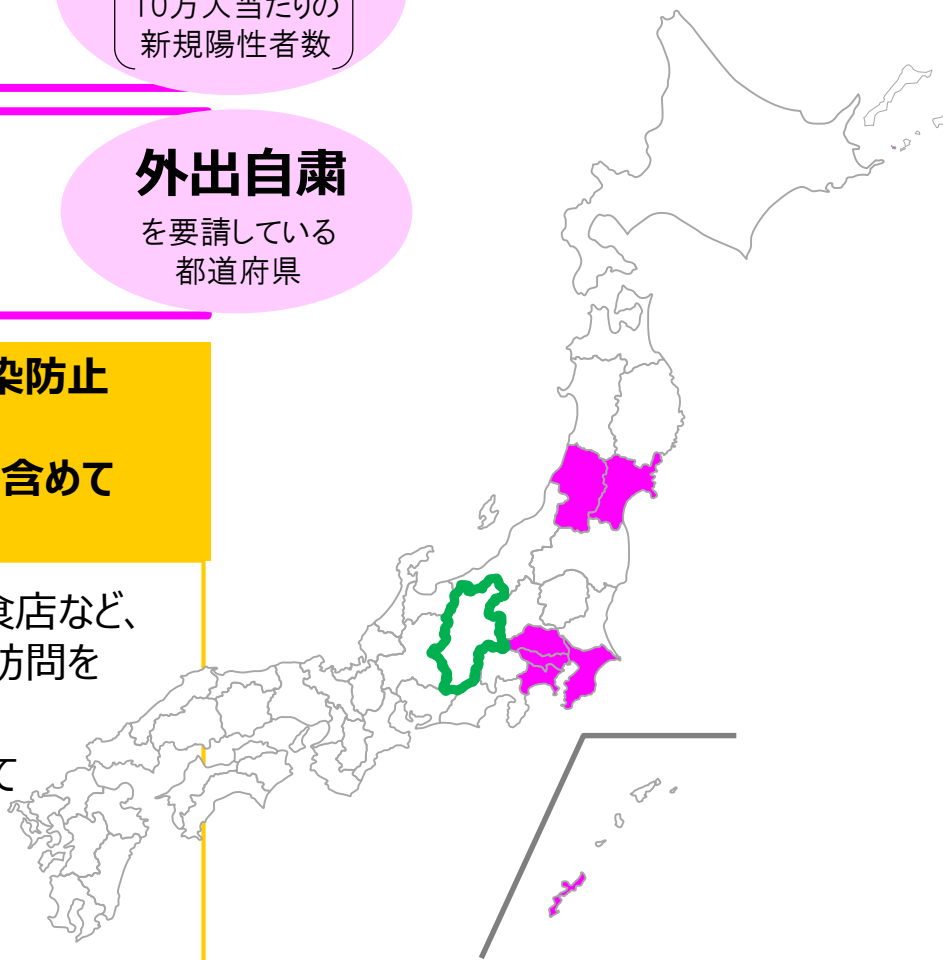 10万人当たりの
新規陽性者数
外出自粛
を要請している
都道府県
染防止
含めて
食店など、
訪問を
て